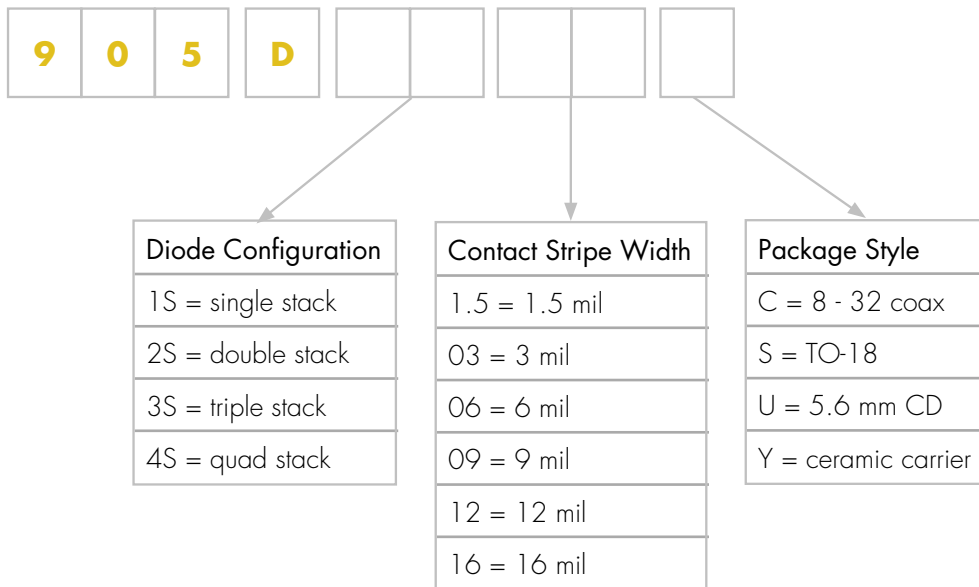 9 0 5 D
Diode Configuration
1S = single stack
2S = double stack
3S = triple stack
4S = quad stack
Contact Stripe Width
1.5 = 1.5 mil
03 = 3 mil
06 = 6 mil
09 = 9 mil
12 = 12 mil
16 = 16 mil
Package Style
C = 8 - 32 coax
S = TO-18
U = 5.6 mm CD
Y = ceramic carrier